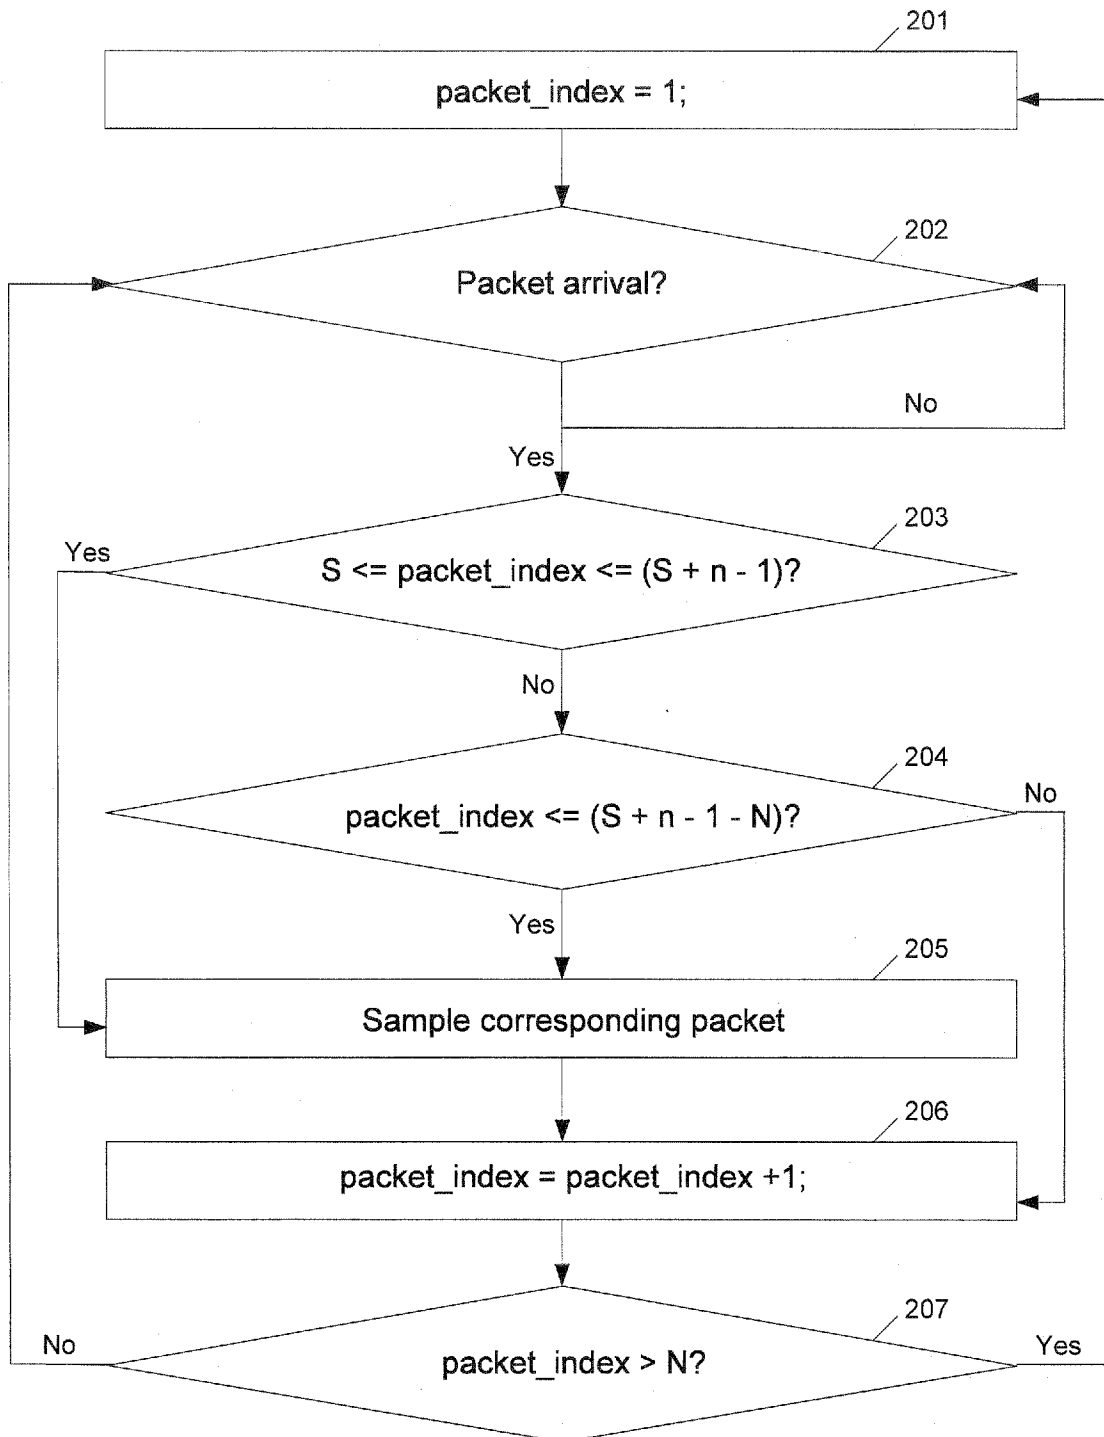 201
packet_index = 1;
202
Packet arrival?
No
Yes
203
Yes
S <= packet_index <= (S + n - 1)?
No
204
No
packet_index <= (S + n - 1 - N)?
Yes
205
Sample corresponding packet
206
packet_index = packet_index +1;
207
No
Yes
packet_index > N?